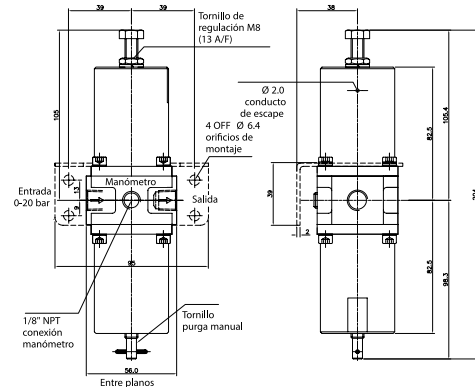 39
39
Tornillo de
regulación M8
(13 A/F)
38
105
Ø 2.0
conducto
de escape
4 OFF Ø 6.4
orificios de
montaje
Entrada
0-20 bar
13
9
Manómetro
Salida
95
1/8" NPT
conexión
manómetro
Tornillo
purga manual
56.0
Entre planos
39
2
82.5
82.5
105.4
98.3